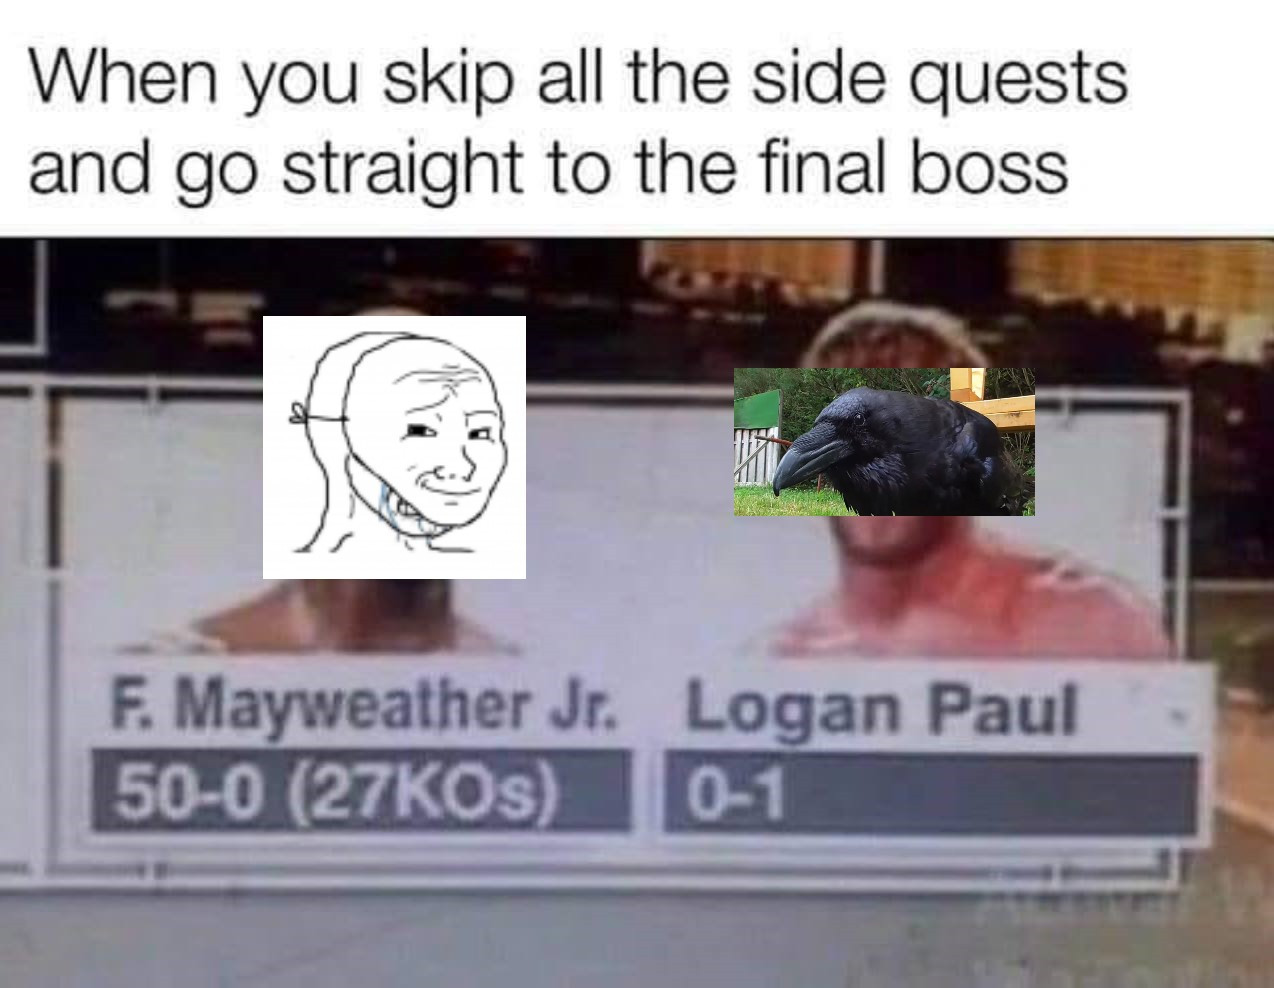 When you skip all the side quests
and go straight to the final boss
F. Mayweather Jr.
Logan Paul
50-0 (27KOs)
0-1